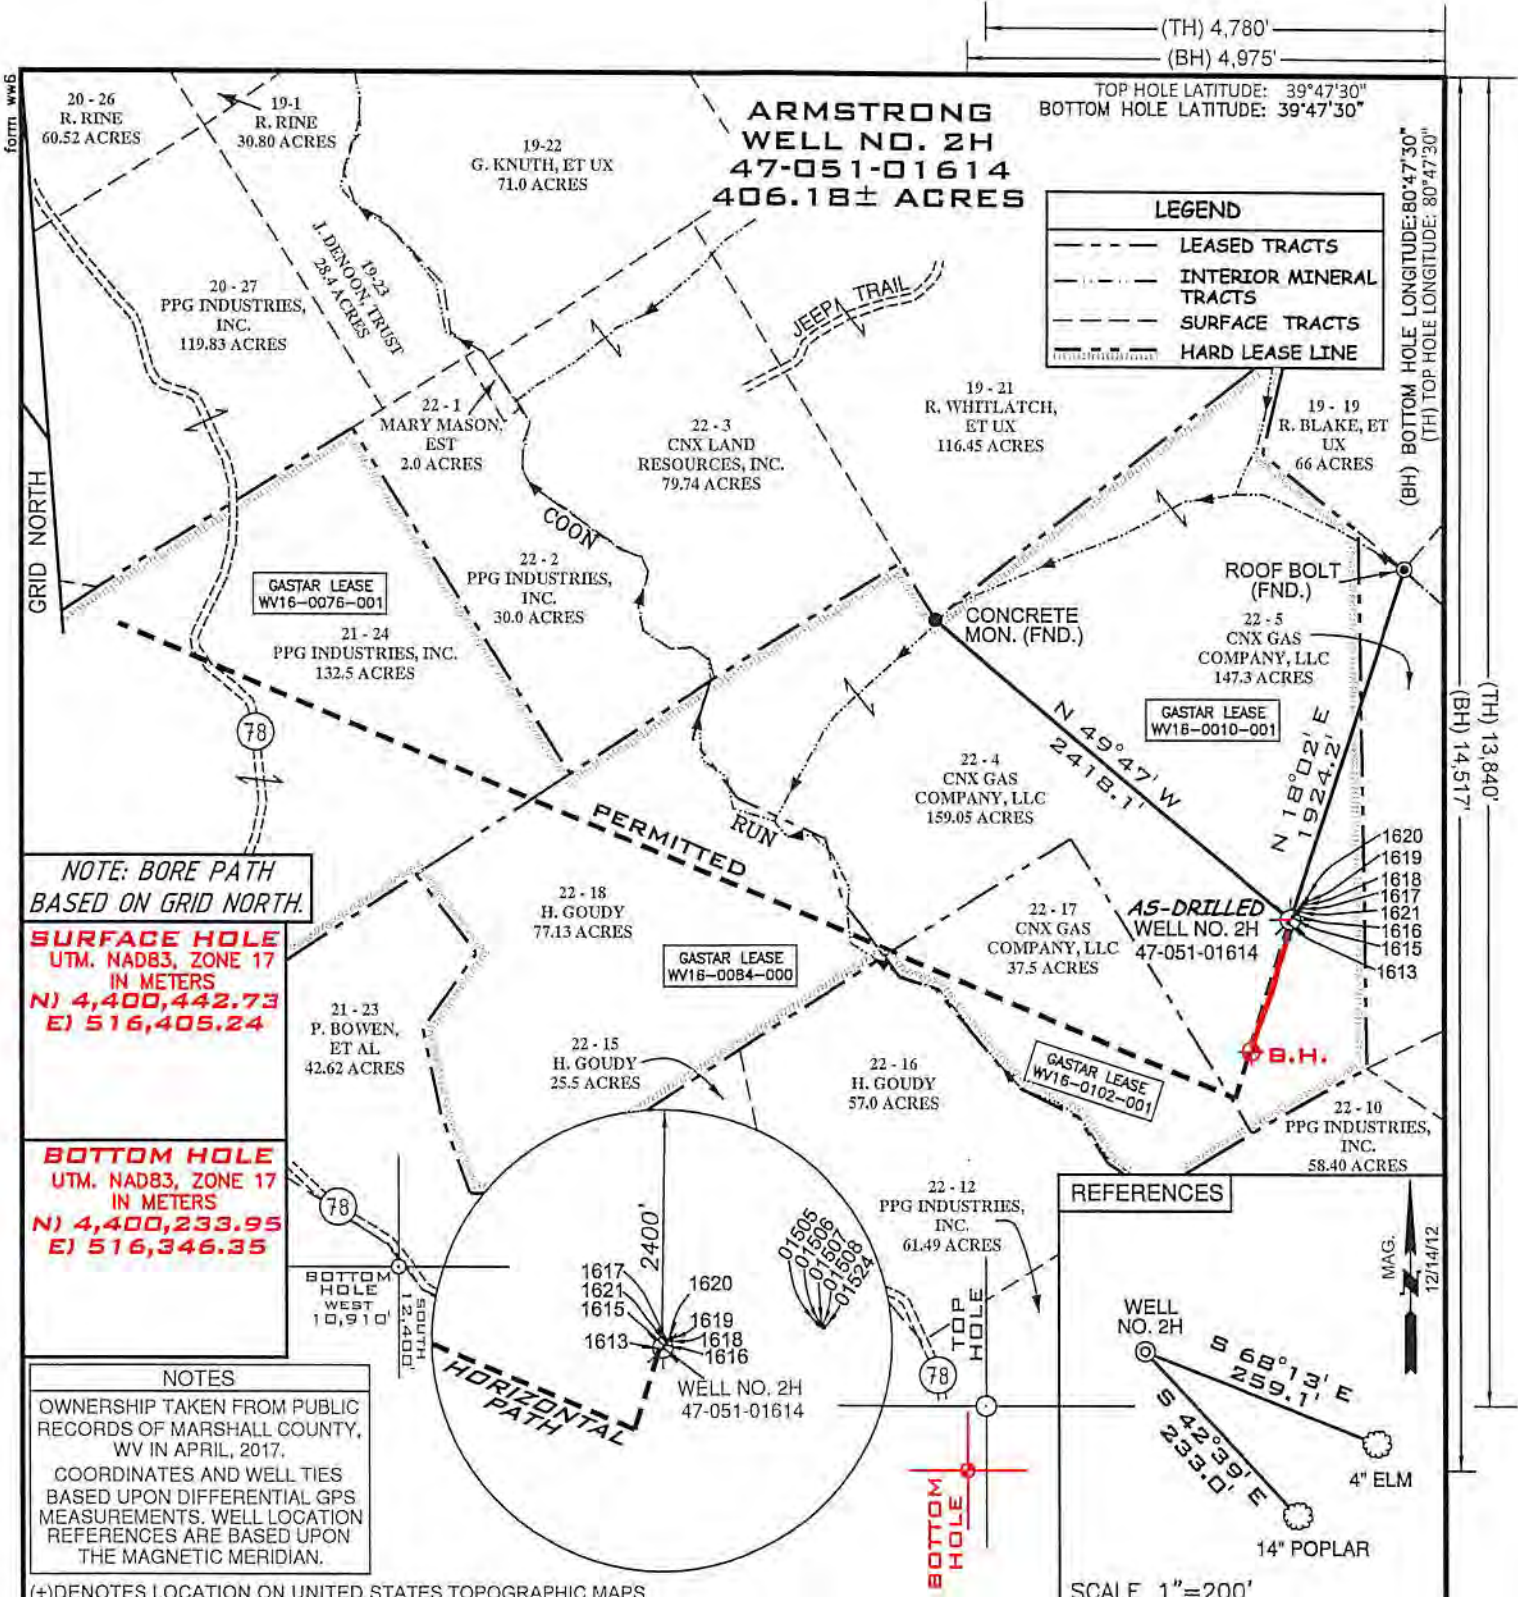 (TH) 4,780'
(BH) 4,975'
form ww6
TOP HOLE LATITUDE: 39°47'30"
BOTTOM HOLE LATITUDE: 39°47'30"
(BH) BOTTOM HOLE LONGITUDE:80°47'30"
(TH) TOP HOLE LONGITUDE: 80°47'30"
ARMSTRONG
WELL NO. 2H
47-051-01614
406.18± ACRES
20 - 26
R. RINE
60.52 ACRES
19-1
R. RINE
30.80 ACRES
19-22
G. KNUTH, ET UX
71.0 ACRES
LEGEND
LEASED TRACTS
INTERIOR MINERAL
TRACTS
SURFACE TRACTS
HARD LEASE LINE
19-23
J. DENOON, TRUST
28.4 ACRES
20 - 27
PPG INDUSTRIES,
INC.
119.83 ACRES
JEEP TRAIL
22 - 1
MARY MASON,
EST
2.0 ACRES
22 - 3
CNX LAND
RESOURCES, INC.
79.74 ACRES
19 - 21
R. WHITLATCH,
ET UX
116.45 ACRES
19 - 19
R. BLAKE, ET
UX
66 ACRES
GRID NORTH
COON
22 - 2
PPG INDUSTRIES,
INC.
30.0 ACRES
GASTAR LEASE
WV16-0076-001
21 - 24
PPG INDUSTRIES, INC.
132.5 ACRES
ROOF BOLT
(FND.)
CONCRETE
MON. (FND.)
22 - 5
CNX GAS
COMPANY, LLC
147.3 ACRES
GASTAR LEASE
WV16-0010-001
(TH) 13,840'
(BH) 14,517'
78
N 49°47' W
2418.1'
N 18°02' E
1924.2'
22 - 4
CNX GAS
COMPANY, LLC
159.05 ACRES
PERMITTED
RUN
1620
1619
1618
1617
1621
1616
1615
1613
NOTE: BORE PATH
BASED ON GRID NORTH.
22 - 18
H. GOUDY
77.13 ACRES
22 - 17
CNX GAS
COMPANY, LLC
37.5 ACRES
AS-DRILLED
WELL NO. 2H
47-051-01614
SURFACE HOLE
UTM. NAD83, ZONE 17
IN METERS
N) 4,400,442.73
E) 516,405.24
GASTAR LEASE
WV16-0084-000
21 - 23
P. BOWEN,
ET AL
42.62 ACRES
22 - 15
H. GOUDY
25.5 ACRES
22 - 16
H. GOUDY
57.0 ACRES
GASTAR LEASE
WV16-0102-001
B.H.
22 - 10
PPG INDUSTRIES,
INC.
58.40 ACRES
BOTTOM HOLE
UTM. NAD83, ZONE 17
IN METERS
N) 4,400,233.95
E) 516,346.35
78
BOTTOM
HOLE
WEST
10,910'
SOUTH
12,400'
2400'
1617
1621
1615
1613
1620
1619
1618
1616
WELL NO. 2H
47-051-01614
01505
01506
01507
01508
01524
HORIZONTAL
PATH
22 - 12
PPG INDUSTRIES,
INC.
61.49 ACRES
TOP
HOLE
78
BOTTOM
HOLE
REFERENCES
MAG.
12/14/12
WELL
NO. 2H
S 68°13' E
259.1'
S 42°39' E
233.0'
4" ELM
14" POPLAR
SCALE 1"=200'
NOTES
OWNERSHIP TAKEN FROM PUBLIC
RECORDS OF MARSHALL COUNTY,
WV IN APRIL, 2017.
COORDINATES AND WELL TIES
BASED UPON DIFFERENTIAL GPS
MEASUREMENTS. WELL LOCATION
REFERENCES ARE BASED UPON
THE MAGNETIC MERIDIAN.
(+)DENOTES LOCATION ON UNITED STATES TOPOGRAPHIC MAPS